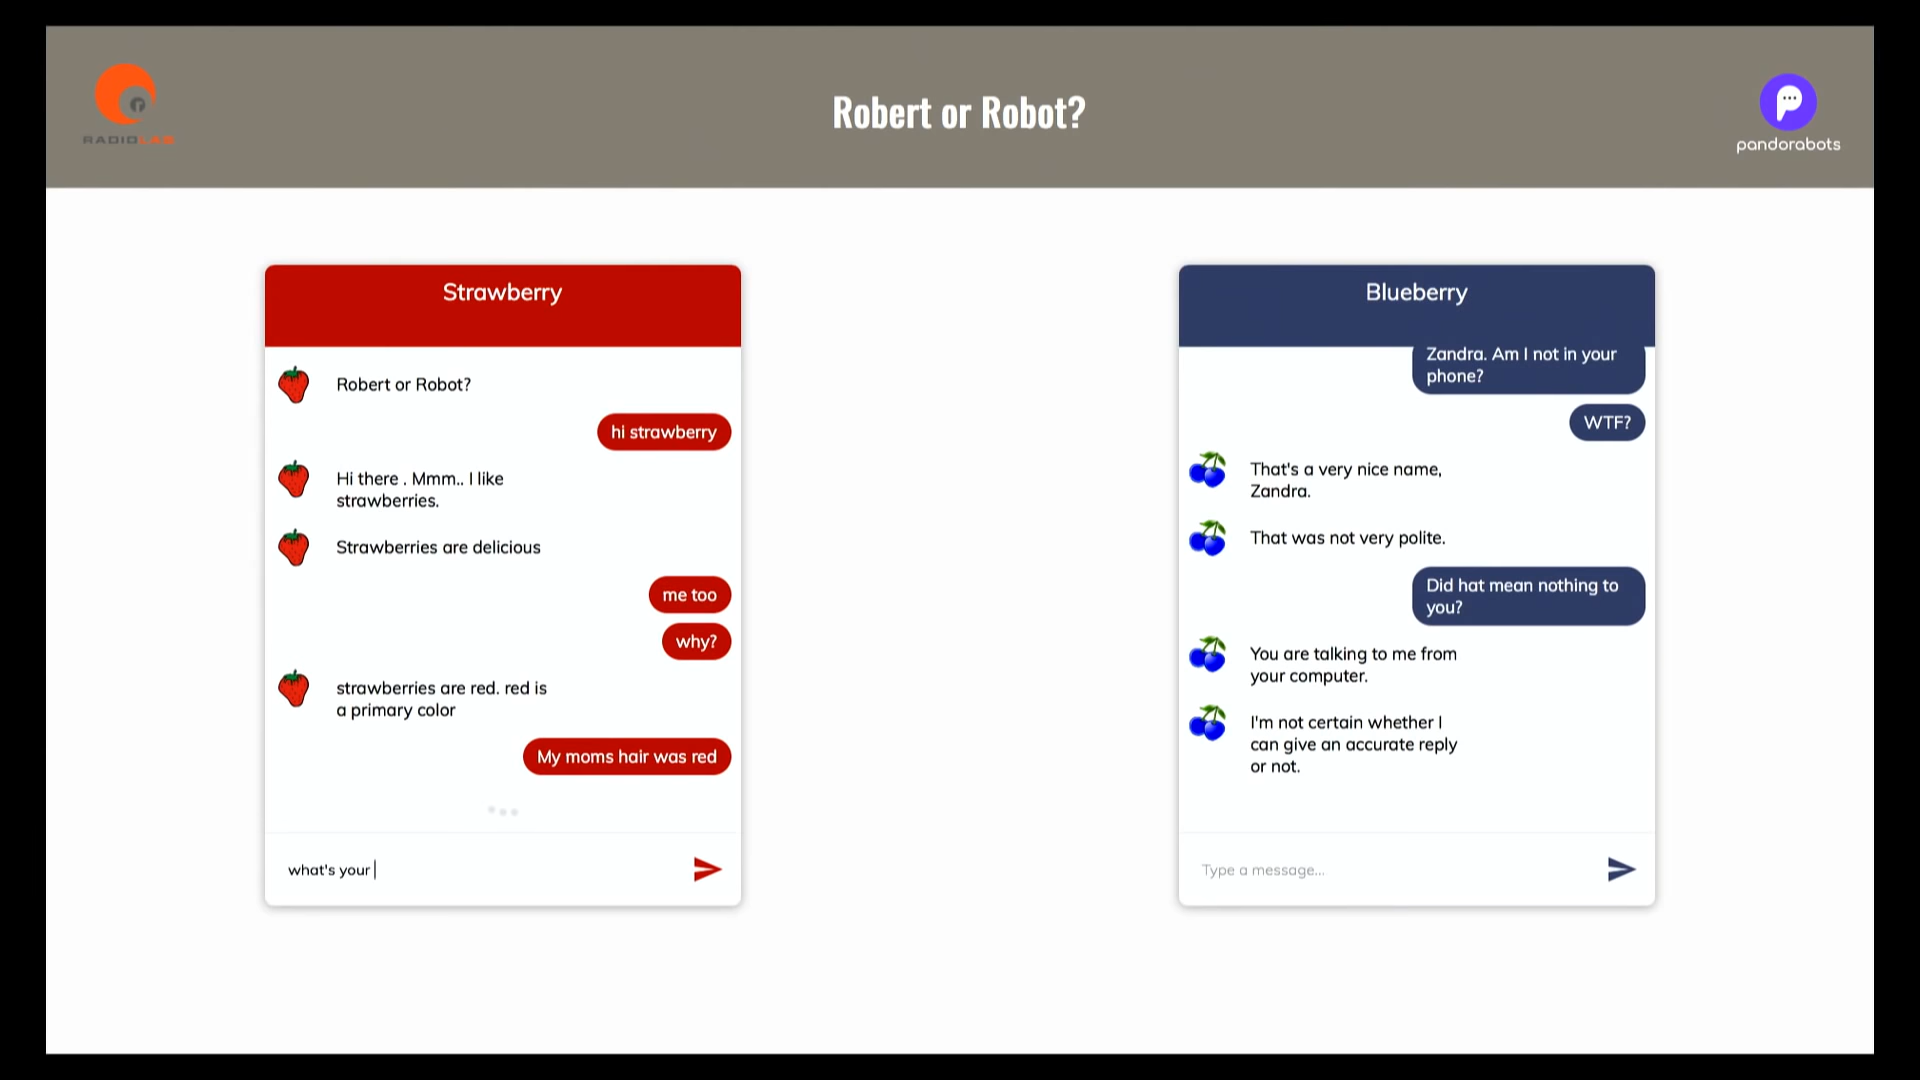 Robert or Robot?
RADIOLAB
pandorabots
Strawberry
Robert or Robot?
hi strawberry
Hi there . Mmm.. I like
strawberries.
Strawberries are delicious
me too
why?
strawberries are red. red is
a primary color
My moms hair was red
what's your
Blueberry
Zandra. Am I not in your
phone?
WTF?
That's a very nice name,
Zandra.
That was not very polite.
Did hat mean nothing to
you?
You are talking to me from
your computer.
I'm not certain whether I
can give an accurate reply
or not.
Type a message...